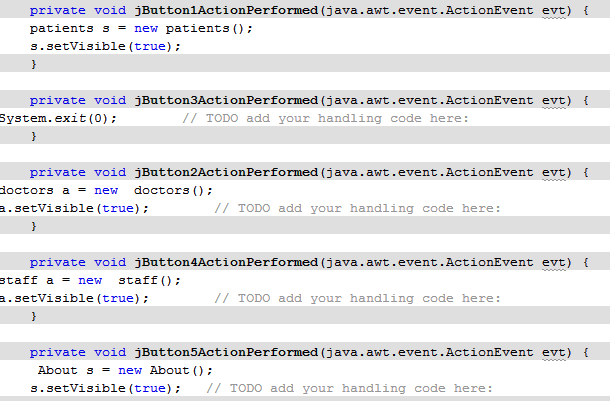 private void jButton1ActionPerformed(java.awt.event.ActionEvent evt) {
patients s = new patients();
s.setVisible(true);
}
private void jButton3ActionPerformed(java.awt.event.ActionEvent evt) {
System.exit(0);        // TODO add your handling code here:
}
private void jButton2ActionPerformed(java.awt.event.ActionEvent evt) {
doctors a = new  doctors();
a.setVisible(true);        // TODO add your handling code here:
}
private void jButton4ActionPerformed(java.awt.event.ActionEvent evt) {
staff a = new  staff();
a.setVisible(true);        // TODO add your handling code here:
}
private void jButton5ActionPerformed(java.awt.event.ActionEvent evt) {
About s = new About();
s.setVisible(true);   // TODO add your handling code here: